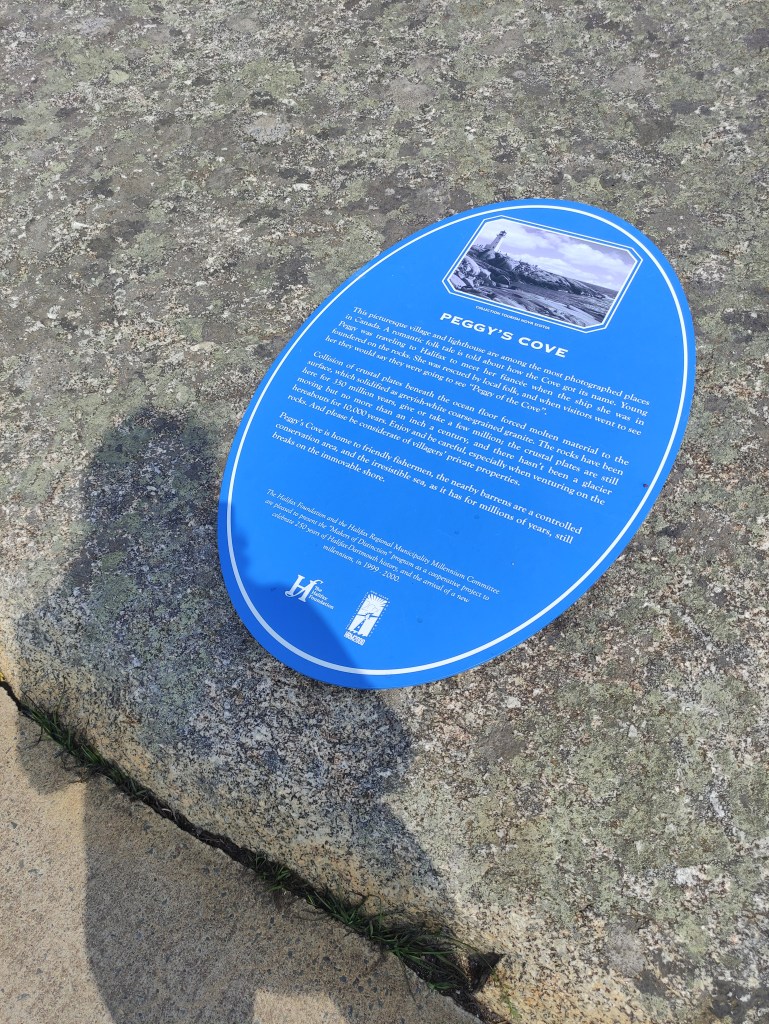 COLLECTION TOURISM NOVA SCOTIA
PEGGY'S COVE
This picturesque village and lighthouse are among the most photographed places
in Canada. A romantic folk tale is told about how the Cove got its name. Young
Peggy was traveling to Halifax to meet her fiancée when the ship she was in
foundered on the rocks. She was rescued by local folk, and when visitors went to see
her they would say they were going to see "Peggy of the Cove".
Collision of crustal plates beneath the ocean floor forced molten material to the
surface, which solidified as greyish-white coarsegrained granite. The rocks have been
here for 350 million years, give or take a few million; the crustal plates are still
moving but no more than an inch a century, and there hasn't been a glacier
hereabouts for 10,000 years. Enjoy and be careful, especially when venturing on the
rocks. And please be considerate of villagers' private properties.
Peggy's Cove is home to friendly fishermen, the nearby barrens are a controlled
conservation area, and the irresistible sea, as it has for millions of years, still
breaks on the immovable shore.
The Halifax Foundation and the Halifax Regional Municipality Millennium Committee
are pleased to present the "Makers of Distinction" program as a cooperative project to
celebrate 250 years of Halifax-Dartmouth history, and the arrival of a new
millennium, in 1999 - 2000.
The
Halifax
Foundation